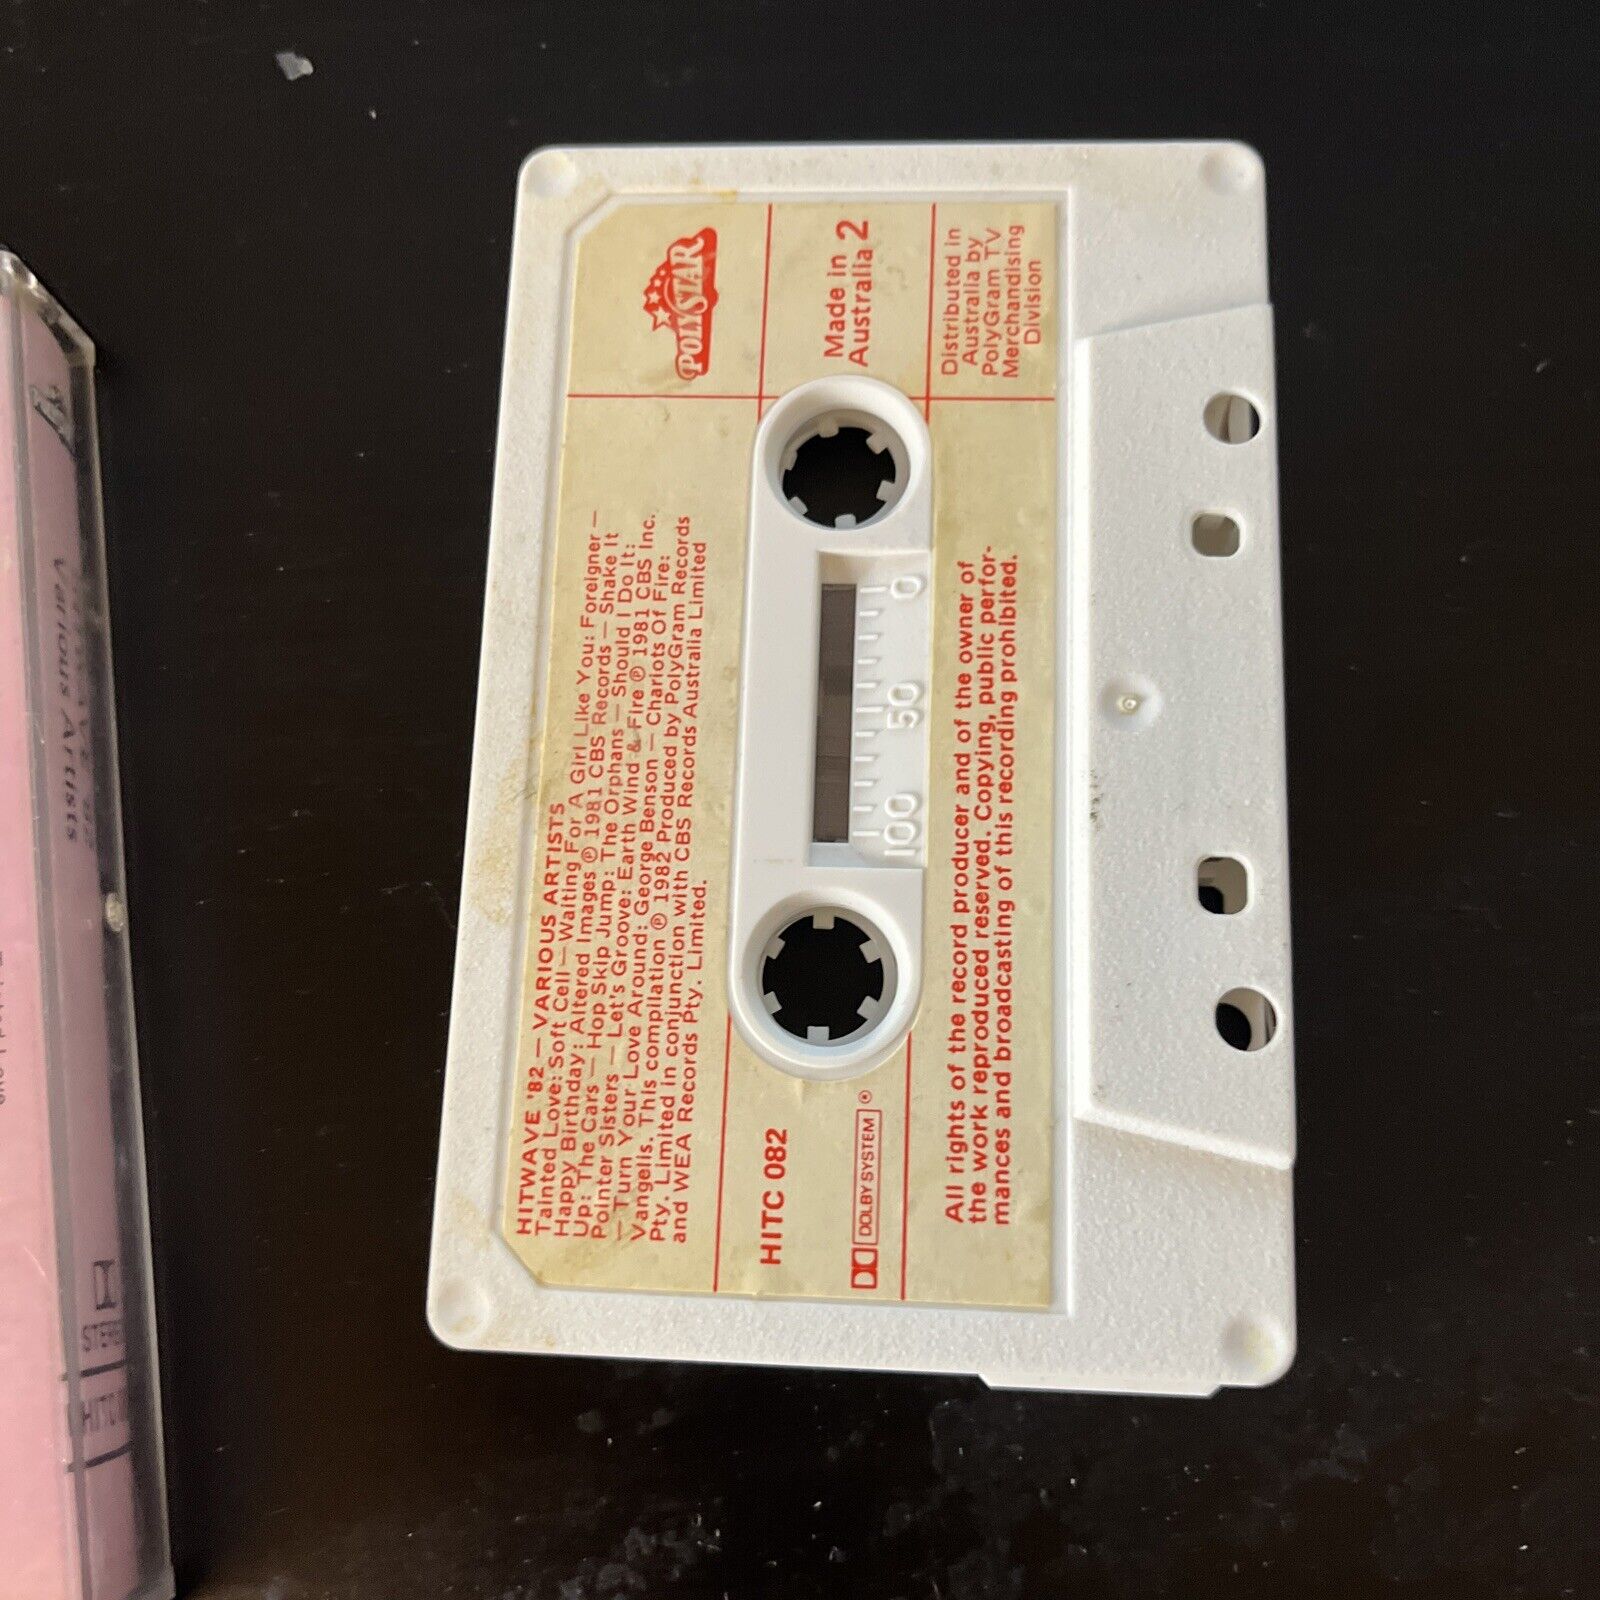 HITWAVE '82 — VARIOUS ARTISTS
Tainted Love: Soft Cell — Waiting For A Girl Like You: Foreigner —
Happy Birthday: Altered Images ℗ 1981 CBS Records — Shake It
Up: The Cars — Hop Skip Jump: The Orphans — Should I Do It:
Pointer Sisters — Let's Groove: Earth Wind & Fire ℗ 1981 CBS Inc.
— Turn Your Love Around: George Benson — Chariots Of Fire:
Vangelis. This compilation ℗ 1982 Produced by PolyGram Records
Pty. Limited in conjunction with CBS Records Australia Limited
and WEA Records Pty. Limited.
POLYSTAR
HITC 082
DOLBY SYSTEM ®
Made in
Australia 2
100 50 0
All rights of the record producer and of the owner of
the work reproduced reserved. Copying, public perfor-
mances and broadcasting of this recording prohibited.
Distributed in
Australia by
PolyGram TV
Merchandising
Division
Various Artists